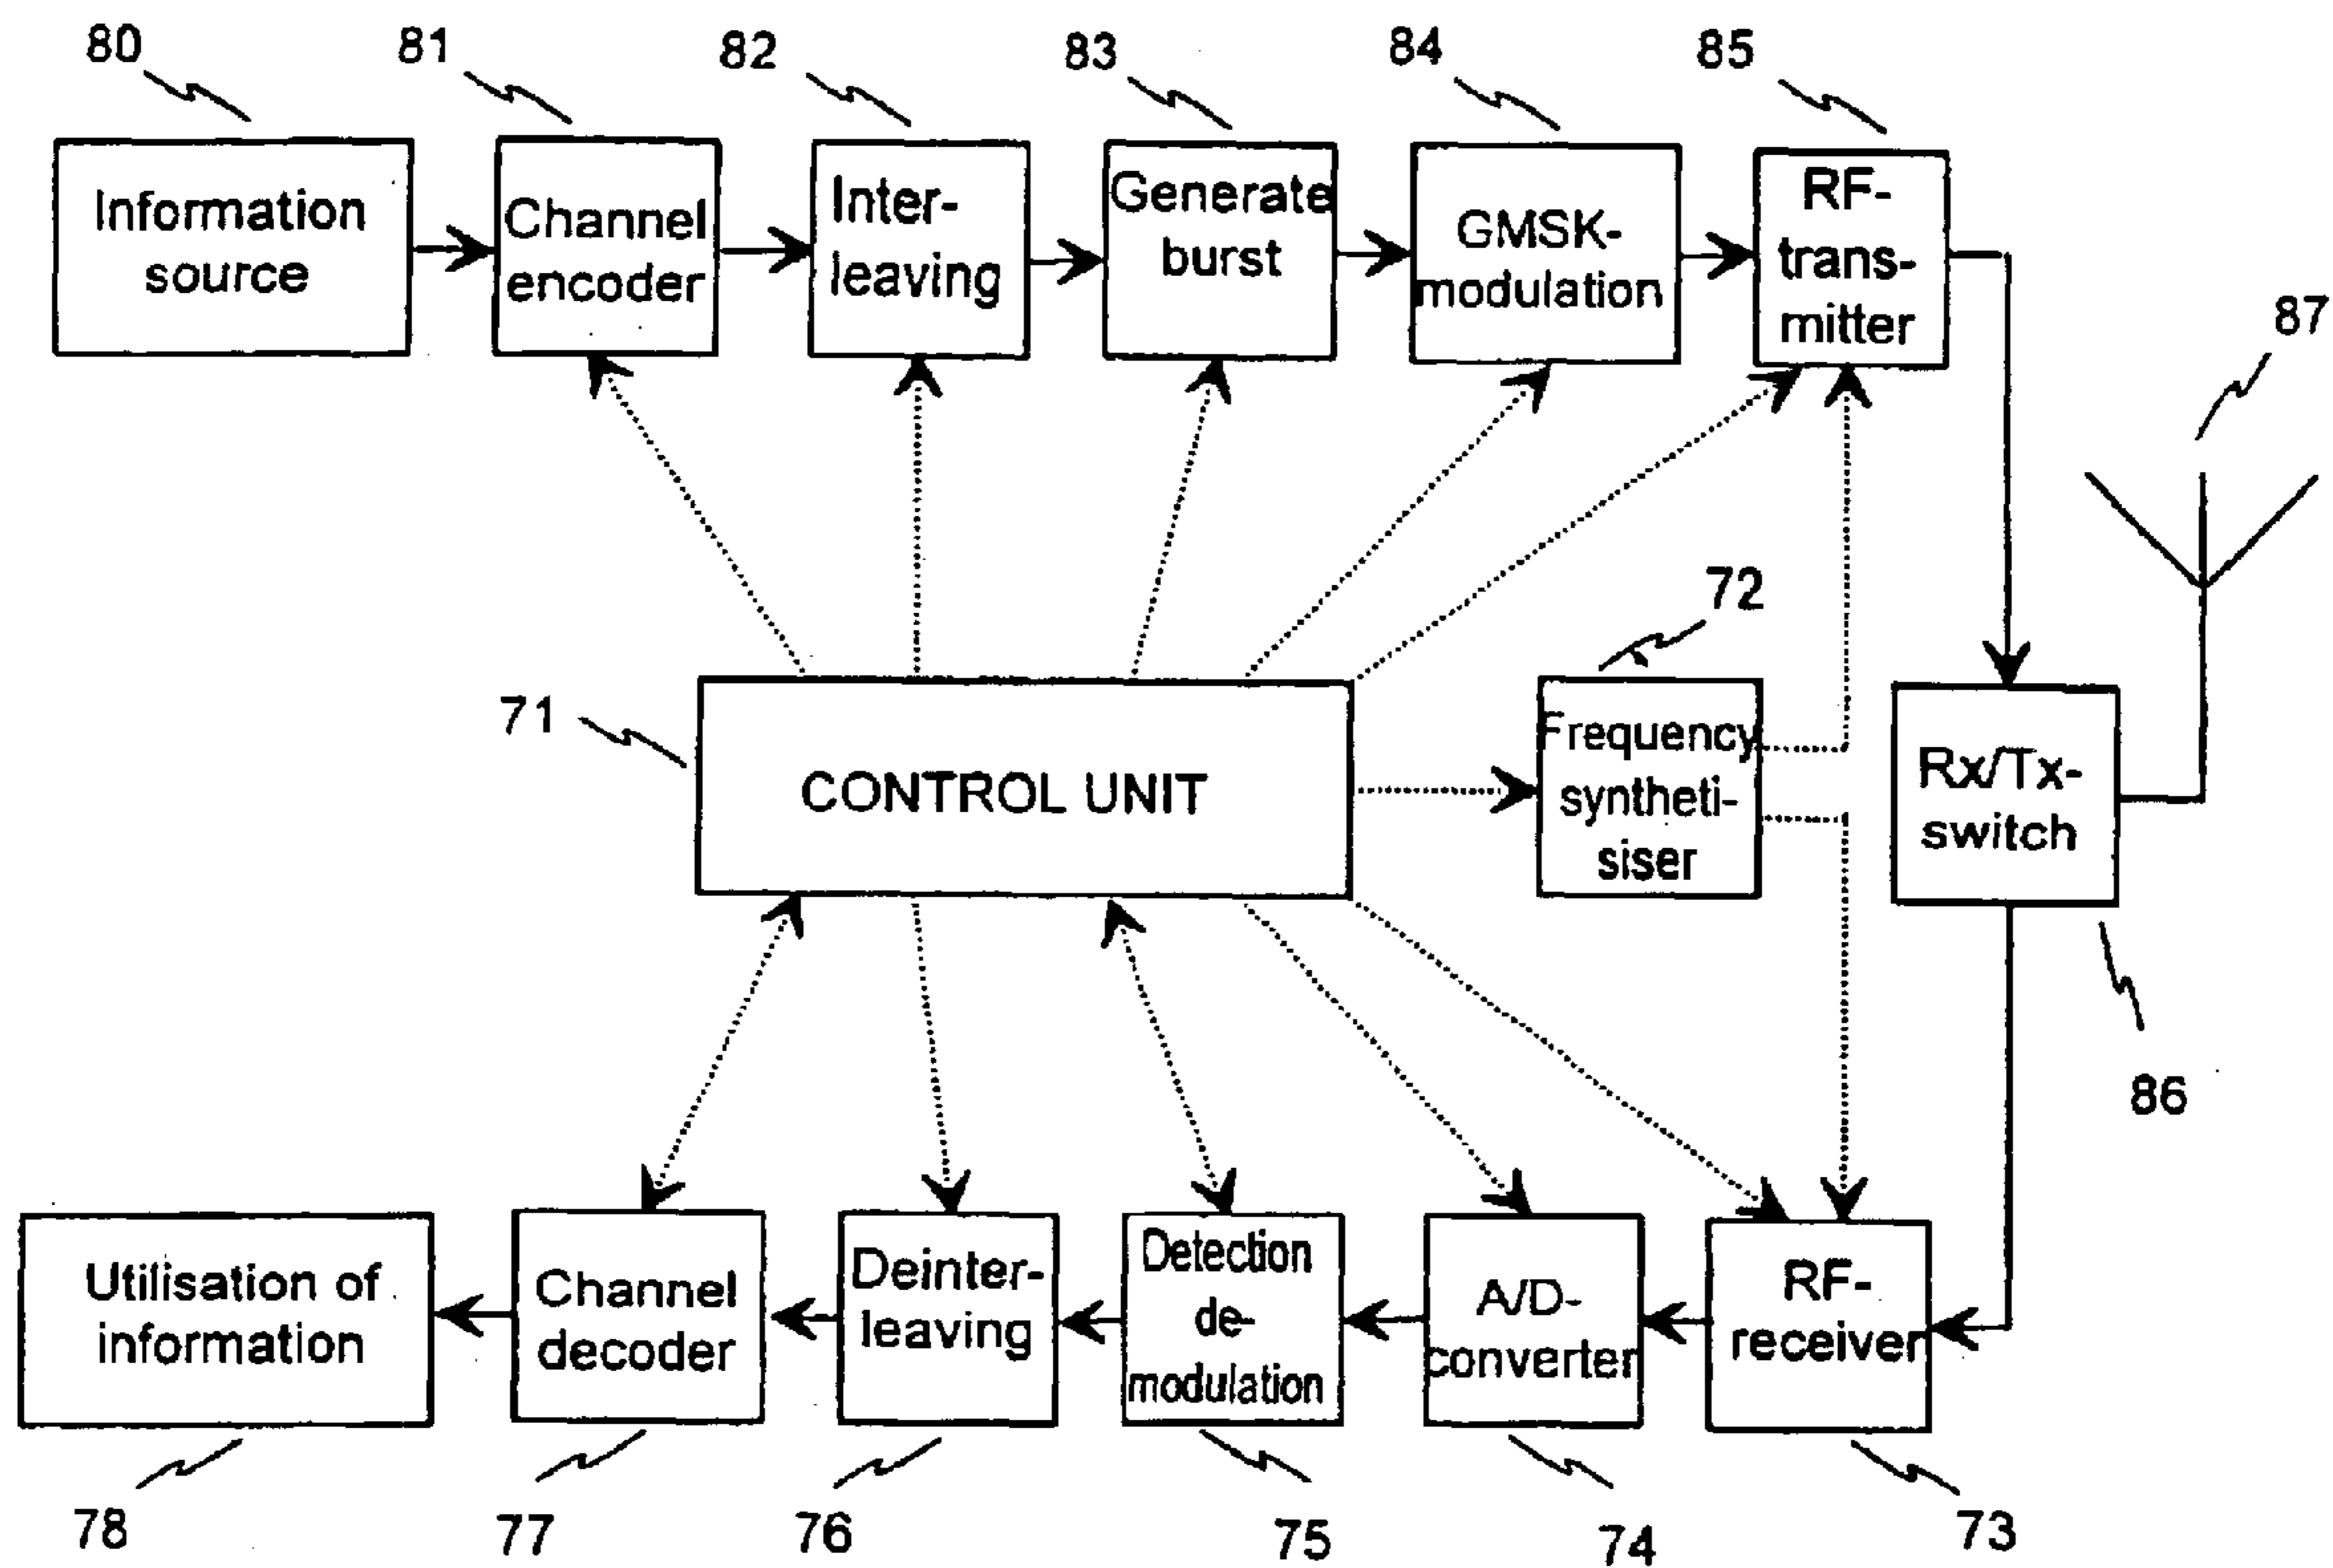 80
81
82
83
84
85
Information
source
Channel
encoder
Inter-
leaving
Generate
burst
GMSK-
modulation
RF-
trans-
mitter
87
72
71
CONTROL UNIT
Frequency
syntheti-
siser
Rx/Tx-
switch
86
Utilisation of
information
Channel
decoder
Deinter-
leaving
Detection
de-
modulation
A/D-
converter
RF-
receiver
78
77
76
75
74
73